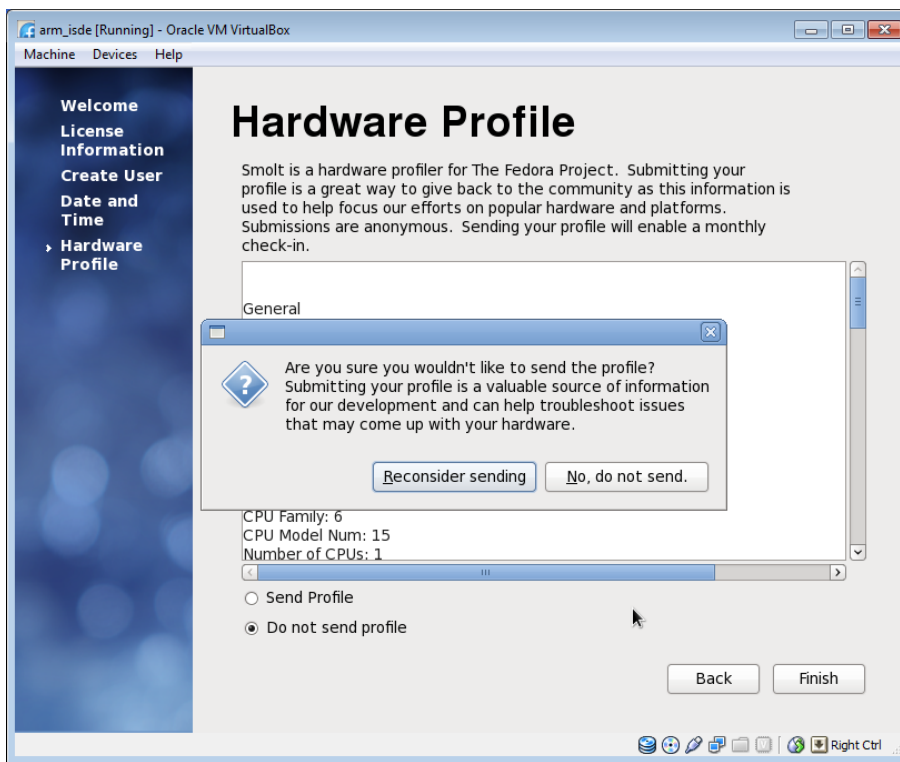 arm_isde [Running] - Oracle VM VirtualBox
Machine Devices Help
Welcome
License
Information
Create User
Date and
Time
Hardware
Profile
Hardware Profile
Smolt is a hardware profiler for The Fedora Project. Submitting your
profile is a great way to give back to the community as this information is
used to help focus our efforts on popular hardware and platforms.
Submissions are anonymous. Sending your profile will enable a monthly
check-in.
General
Are you sure you wouldn't like to send the profile?
Submitting your profile is a valuable source of information
for our development and can help troubleshoot issues
that may come up with your hardware.
Reconsider sending
No, do not send.
CPU Family: 6
CPU Model Num: 15
Number of CPUs: 1
Send Profile
Do not send profile
Back
Finish
Right Ctrl